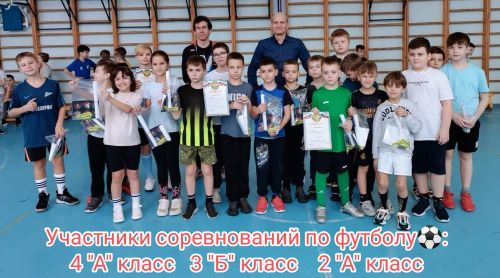 Участники соревнований по футболу⚽:
4 "А" класс 3 "Б" класс 2 "А" класс